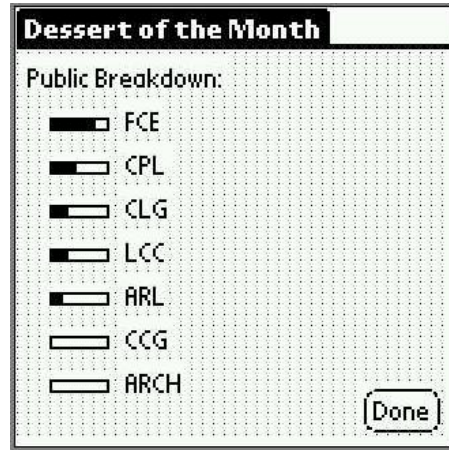 Dessert of the Month
Public Breakdown:
FCE
CPL
CLG
LCC
ARL
CCG
ARCH
Done